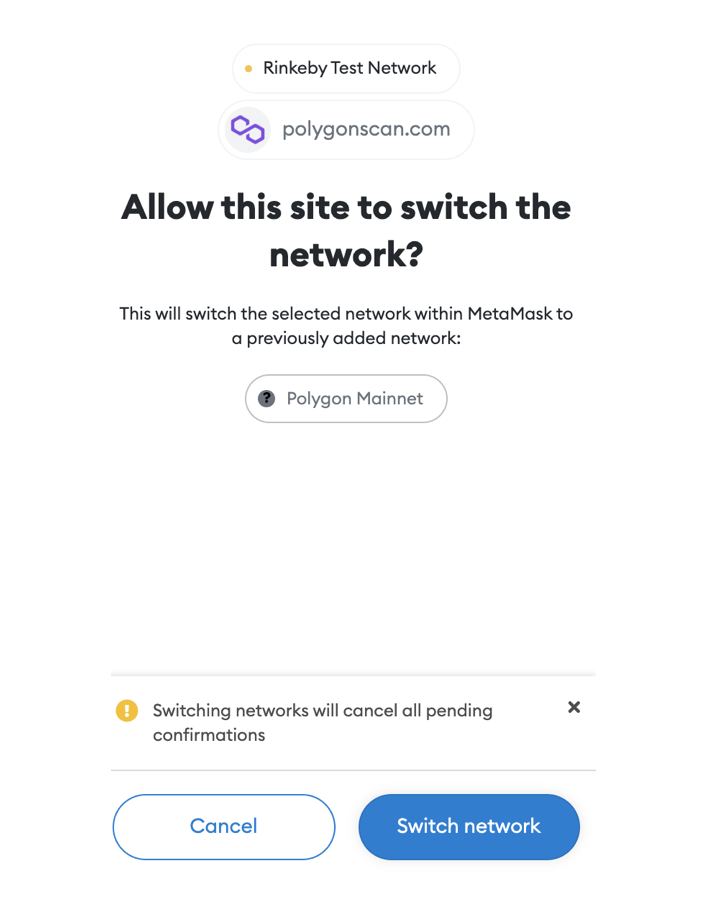 Rinkeby Test Network
polygonscan.com
Allow this site to switch the
network?
This will switch the selected network within MetaMask to
a previously added network:
? Polygon Mainnet
! Switching networks will cancel all pending
confirmations
Cancel
Switch network